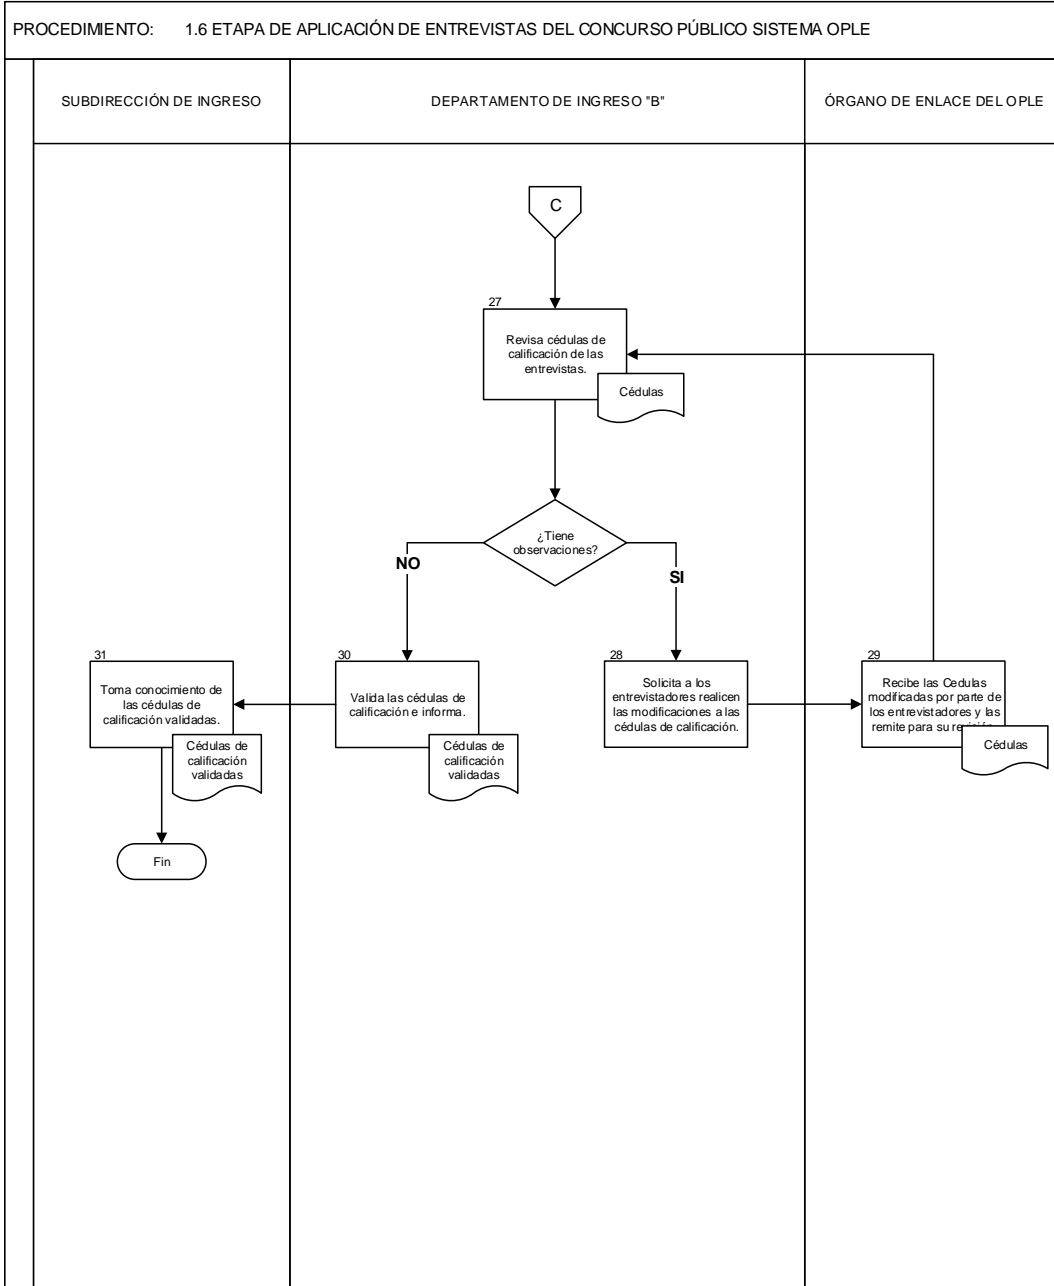 PROCEDIMIENTO: 1.6 ETAPA DE APLICACIÓN DE ENTREVISTAS DEL CONCURSO PÚBLICO SISTEMA OPLE
SUBDIRECCIÓN DE INGRESO
DEPARTAMENTO DE INGRESO "B"
ÓRGANO DE ENLACE DEL OPLE
C
27
Revisa cédulas de
calificación de las
entrevistas.
Cédulas
¿Tiene
observaciones?
NO
SI
31
Toma conocimiento de
las cédulas de
calificación validadas.
Cédulas de
calificación
validadas
30
Valida las cédulas de
calificación e informa.
Cédulas de
calificación
validadas
28
Solicita a los
entrevistadores realicen
las modificaciones a las
cédulas de calificación.
29
Recibe las Cedulas
modificadas por parte de
los entrevistadores y las
remite para su revisión.
Cédulas
Fin